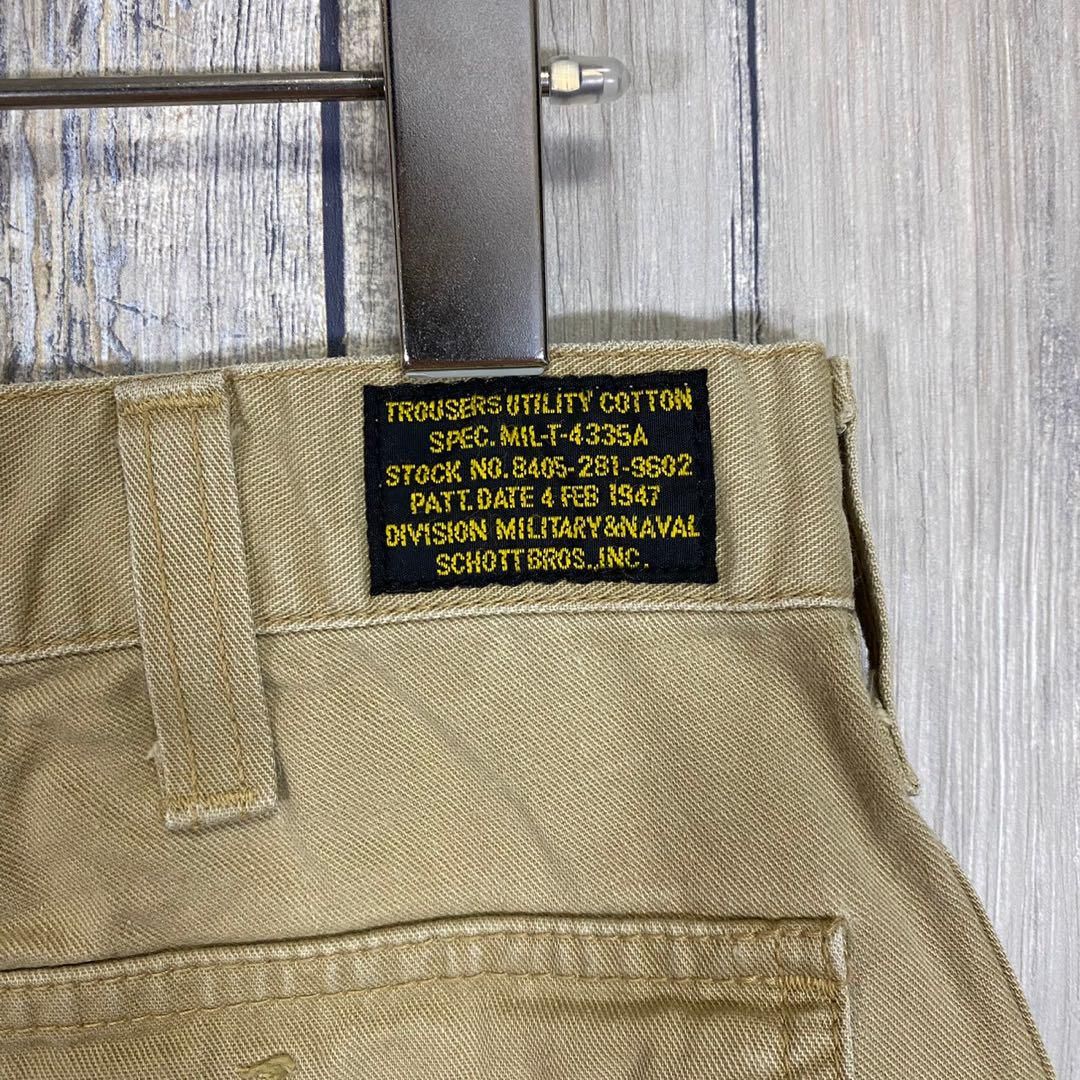 TROUSERS UTILITY COTTON
SPEC. MIL-T-4335A
STOCK NO. 8405-281-9602
PATT. DATE 4 FEB 1947
DIVISION MILITARY&NAVAL
SCHOTT BROS., INC.